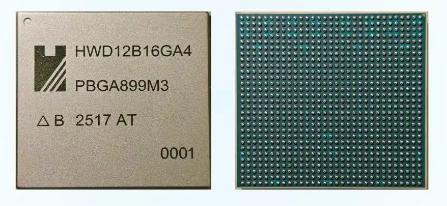 HWD12B16GA4
PBGA899M3
△ B 2517 AT
0001